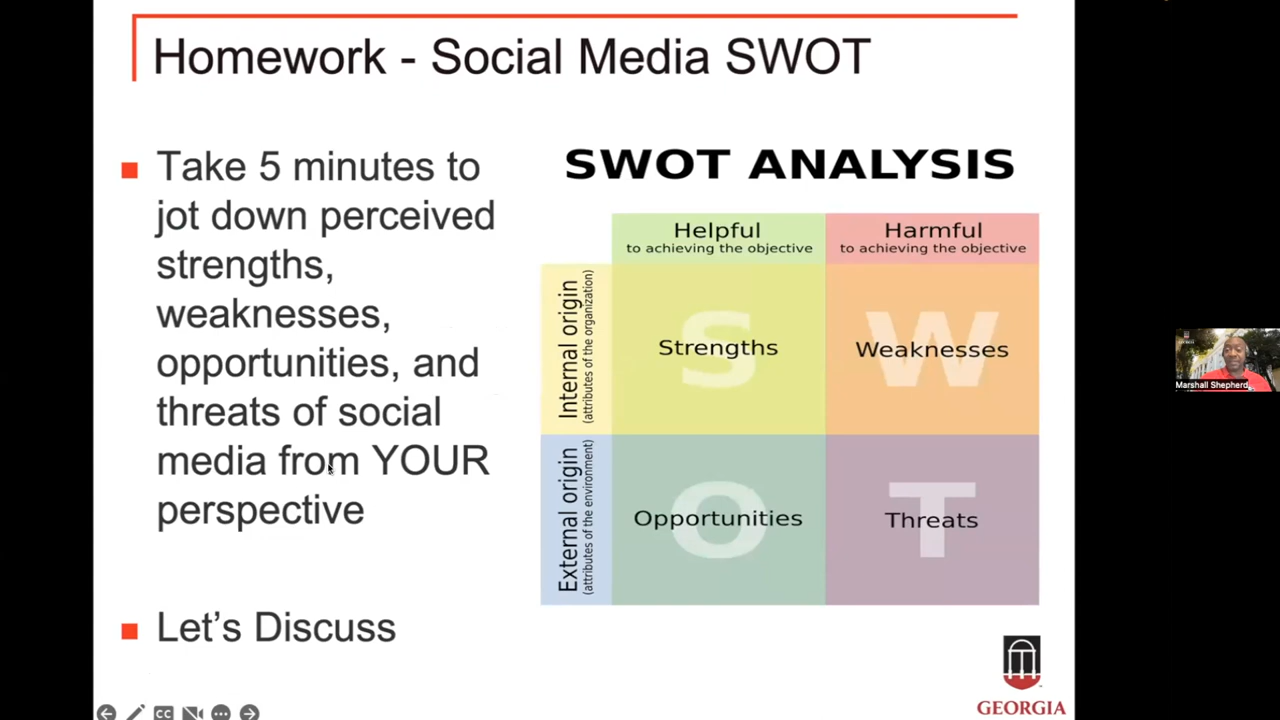 Homework - Social Media SWOT
Take 5 minutes to
jot down perceived
strengths,
weaknesses,
opportunities, and
threats of social
media from YOUR
perspective
Let's Discuss
SWOT ANALYSIS
Helpful
to achieving the objective
Harmful
to achieving the objective
Internal origin
(attributes of the organization)
S
Strengths
W
Weaknesses
External origin
(attributes of the environment)
O
Opportunities
T
Threats
GEORGIA
CC
Marshall Shepherd